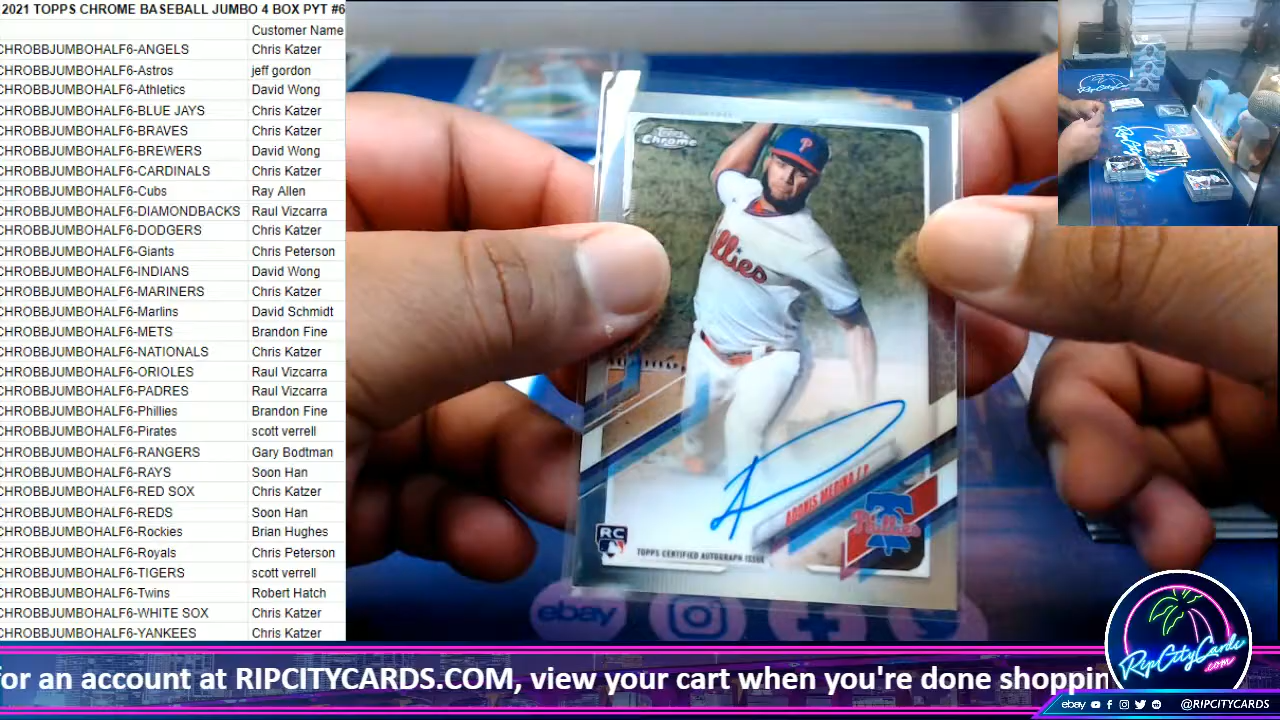 2021 TOPPS CHROME BASEBALL JUMBO 4 BOX PYT #6
Customer Name
CHROBBJUMBOHALF6-ANGELS Chris Katzer
CHROBBJUMBOHALF6-Astros jeff gordon
CHROBBJUMBOHALF6-Athletics David Wong
CHROBBJUMBOHALF6-BLUE JAYS Chris Katzer
CHROBBJUMBOHALF6-BRAVES Chris Katzer
CHROBBJUMBOHALF6-BREWERS David Wong
CHROBBJUMBOHALF6-CARDINALS Chris Katzer
CHROBBJUMBOHALF6-Cubs Ray Allen
CHROBBJUMBOHALF6-DIAMONDBACKS Raul Vizcarra
CHROBBJUMBOHALF6-DODGERS Chris Katzer
CHROBBJUMBOHALF6-Giants Chris Peterson
CHROBBJUMBOHALF6-INDIANS David Wong
CHROBBJUMBOHALF6-MARINERS Chris Katzer
CHROBBJUMBOHALF6-Marlins David Schmidt
CHROBBJUMBOHALF6-METS Brandon Fine
CHROBBJUMBOHALF6-NATIONALS Chris Katzer
CHROBBJUMBOHALF6-ORIOLES Raul Vizcarra
CHROBBJUMBOHALF6-PADRES Raul Vizcarra
CHROBBJUMBOHALF6-Phillies Brandon Fine
CHROBBJUMBOHALF6-Pirates scott verrell
CHROBBJUMBOHALF6-RANGERS Gary Bodtman
CHROBBJUMBOHALF6-RAYS Soon Han
CHROBBJUMBOHALF6-RED SOX Chris Katzer
CHROBBJUMBOHALF6-REDS Soon Han
CHROBBJUMBOHALF6-Rockies Brian Hughes
CHROBBJUMBOHALF6-Royals Chris Peterson
CHROBBJUMBOHALF6-TIGERS scott verrell
CHROBBJUMBOHALF6-Twins Robert Hatch
CHROBBJUMBOHALF6-WHITE SOX Chris Katzer
CHROBBJUMBOHALF6-YANKEES Chris Katzer
Topps Chrome
P
Phillies
ADONIS MEDINA
Phillies
RC
TOPPS CERTIFIED AUTOGRAPH ISSUE
ebay
RipCityCards
RipCityCards.com
for an account at RIPCITYCARDS.COM, view your cart when you're done shoppin
ebay @RIPCITYCARDS